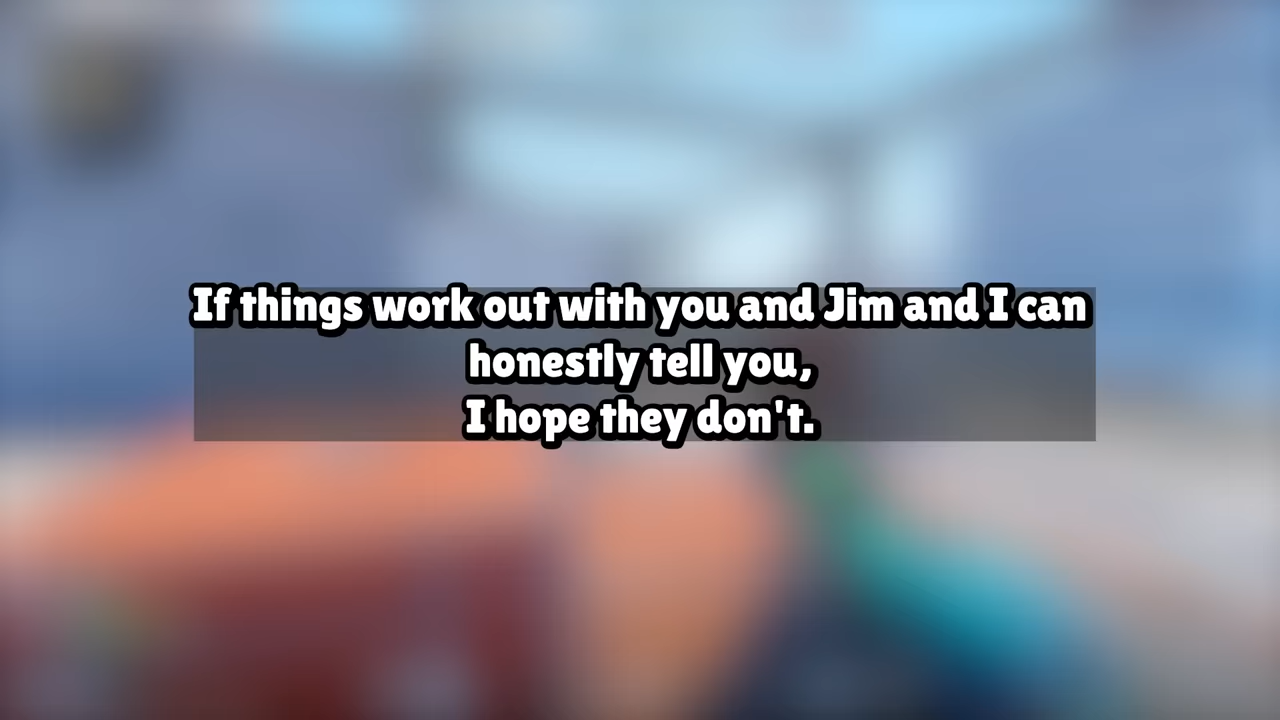 If things work out with you and Jim and I can
honestly tell you,
I hope they don't.